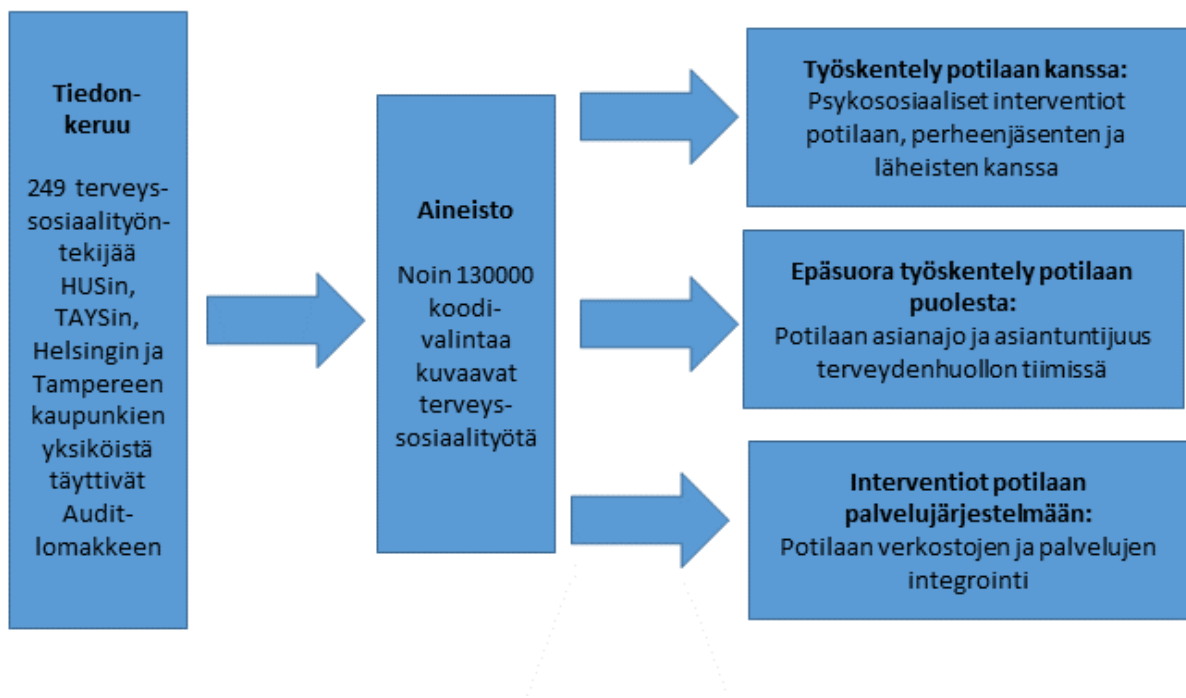 Tiedon-
keruu
249 terveys-
sosiaalityön-
tekijää
HUSin,
TAYSin,
Helsingin ja
Tampereen
kaupunkien
yksiköistä
täyttivät
Audit-
lomakkeen
Aineisto
Noin 130000
koodi-
valintaa
kuvaavat
terveys-
sosiaalityötä
Työskentely potilaan kanssa:
Psykososiaaliset interventiot
potilaan, perheenjäsenten ja
läheisten kanssa
Epäsuora työskentely potilaan
puolesta:
Potilaan asianajo ja asiantuntijuus
terveydenhuollon tiimissä
Interventiot potilaan
palvelujärjestelmään:
Potilaan verkostojen ja palvelujen
integrointi